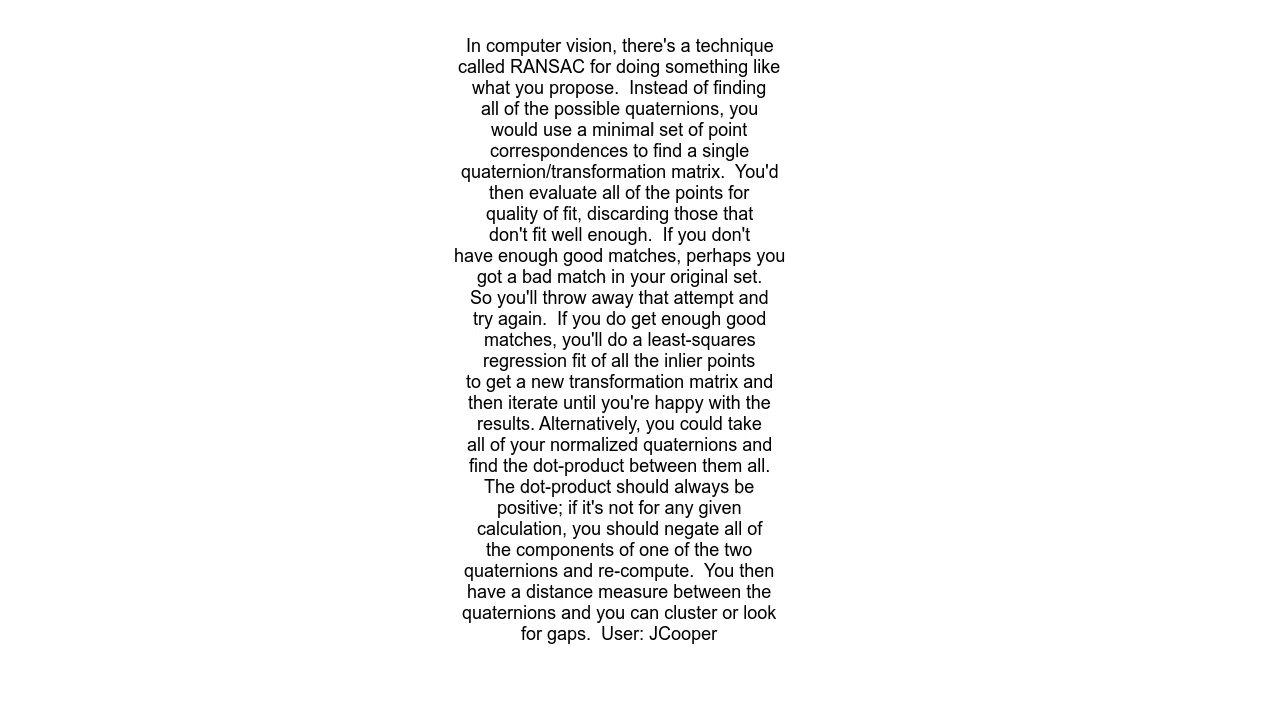 In computer vision, there's a technique
called RANSAC for doing something like
what you propose.  Instead of finding
all of the possible quaternions, you
would use a minimal set of point
correspondences to find a single
quaternion/transformation matrix.  You'd
then evaluate all of the points for
quality of fit, discarding those that
don't fit well enough.  If you don't
have enough good matches, perhaps you
got a bad match in your original set.
So you'll throw away that attempt and
try again.  If you do get enough good
matches, you'll do a least-squares
regression fit of all the inlier points
to get a new transformation matrix and
then iterate until you're happy with the
results. Alternatively, you could take
all of your normalized quaternions and
find the dot-product between them all.
The dot-product should always be
positive; if it's not for any given
calculation, you should negate all of
the components of one of the two
quaternions and re-compute.  You then
have a distance measure between the
quaternions and you can cluster or look
for gaps.  User: JCooper